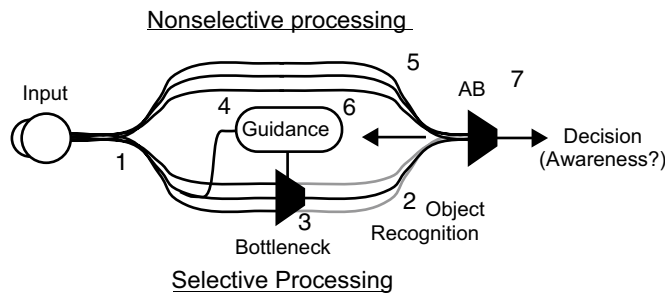 Nonselective processing
5
7
Input
AB
4
6
Guidance
Decision
(Awareness?)
1
2
Object
Recognition
3
Bottleneck
Selective Processing